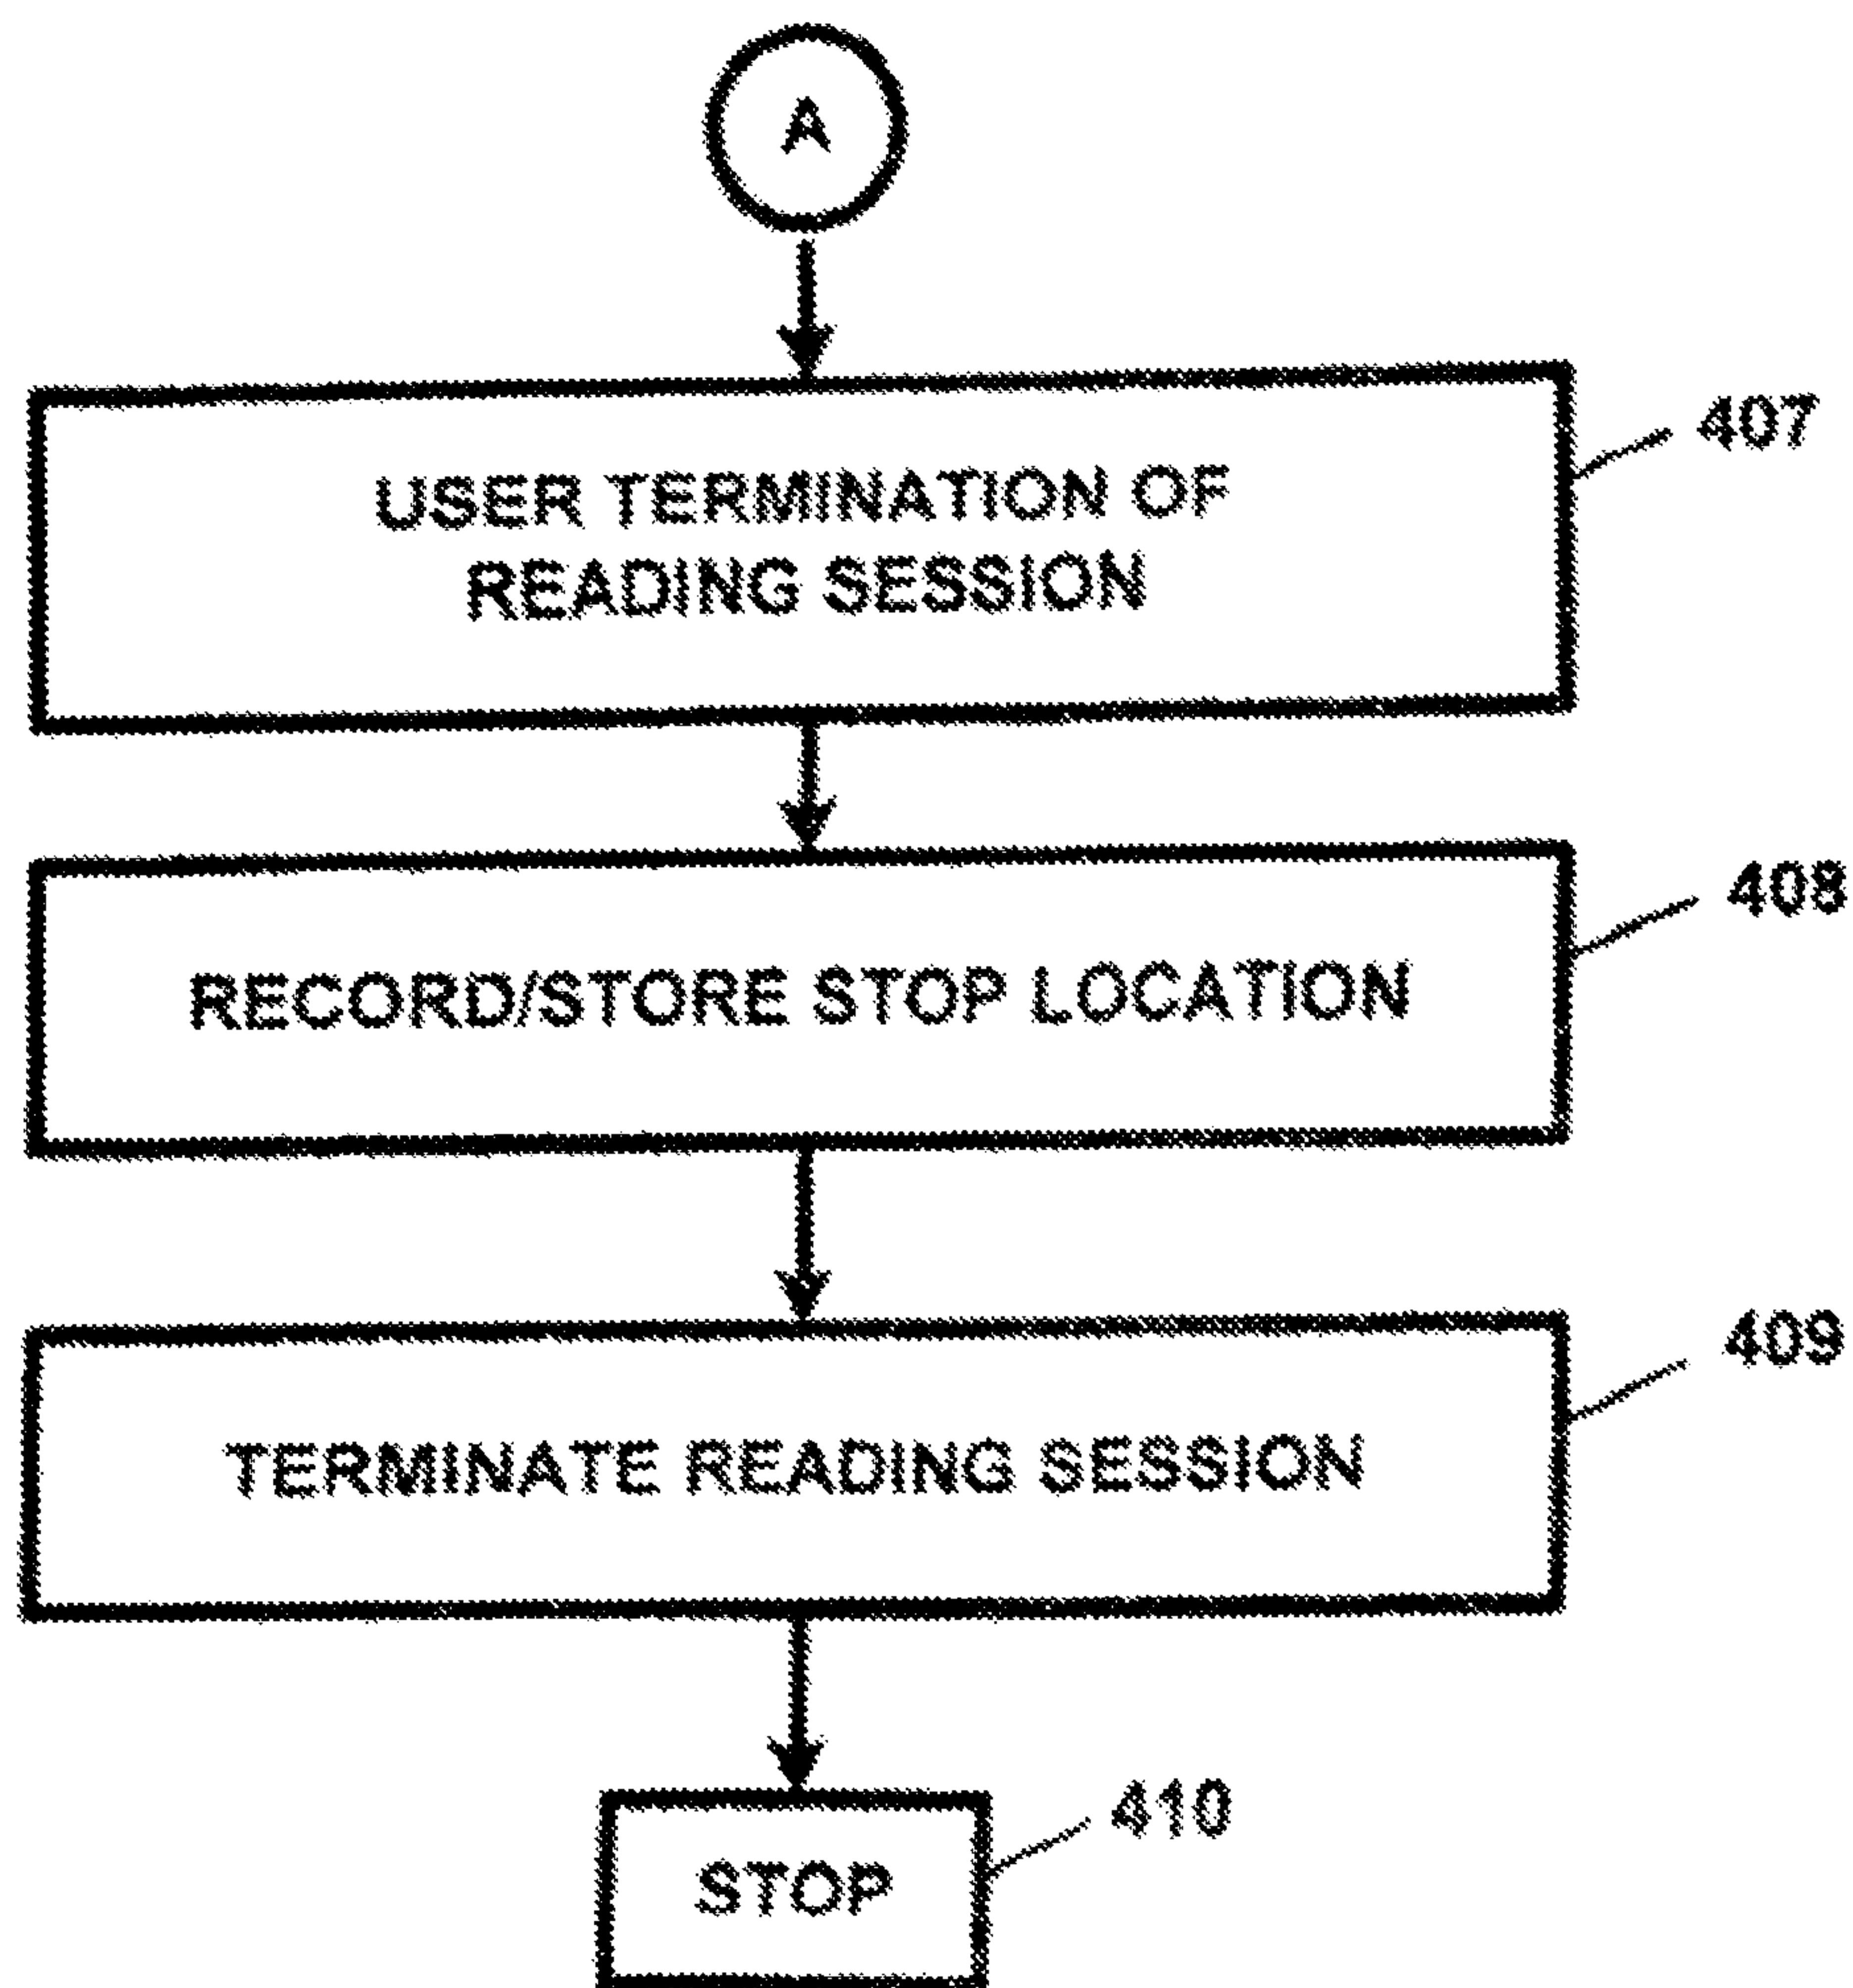 A
407
USER TERMINATION OF
READING SESSION
408
RECORD/STORE STOP LOCATION
409
TERMINATE READING SESSION
410
STOP